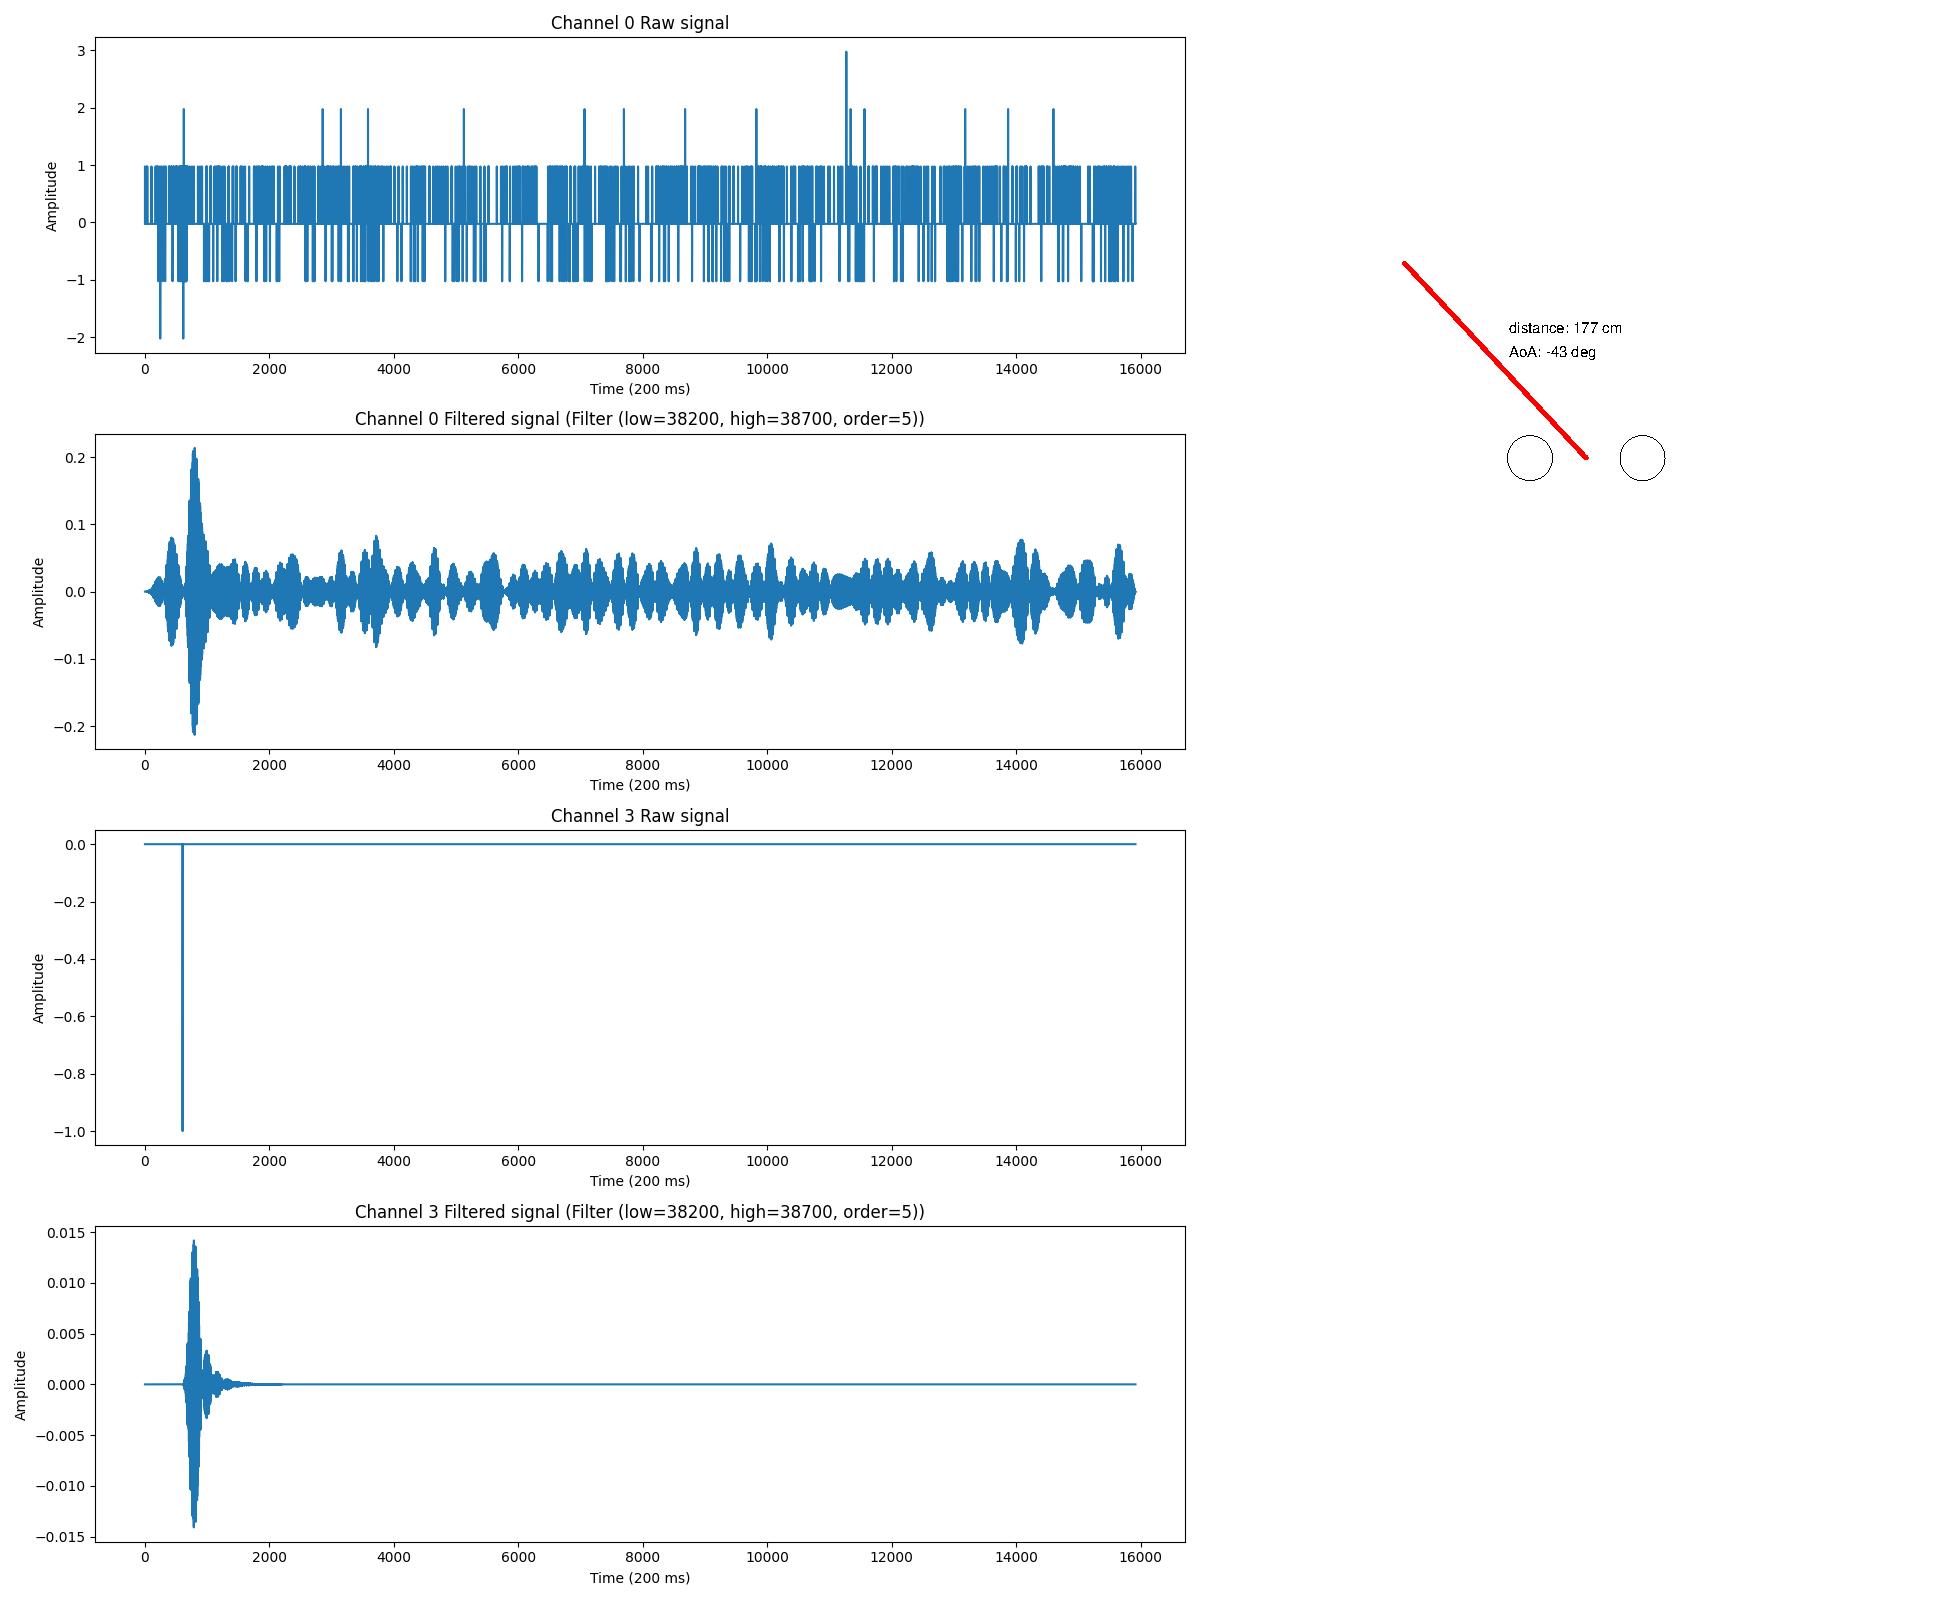 Channel 0 Raw signal
3
2
1
0
−1
−2
Amplitude
0 2000 4000 6000 8000 10000 12000 14000 16000
Time (200 ms)
Channel 0 Filtered signal (Filter (low=38200, high=38700, order=5))
0.2
0.1
0.0
−0.1
−0.2
Amplitude
0 2000 4000 6000 8000 10000 12000 14000 16000
Time (200 ms)
Channel 3 Raw signal
0.0
−0.2
−0.4
−0.6
−0.8
−1.0
Amplitude
0 2000 4000 6000 8000 10000 12000 14000 16000
Time (200 ms)
Channel 3 Filtered signal (Filter (low=38200, high=38700, order=5))
0.015
0.010
0.005
0.000
−0.005
−0.010
−0.015
Amplitude
0 2000 4000 6000 8000 10000 12000 14000 16000
Time (200 ms)
distance: 177 cm
AoA: -43 deg